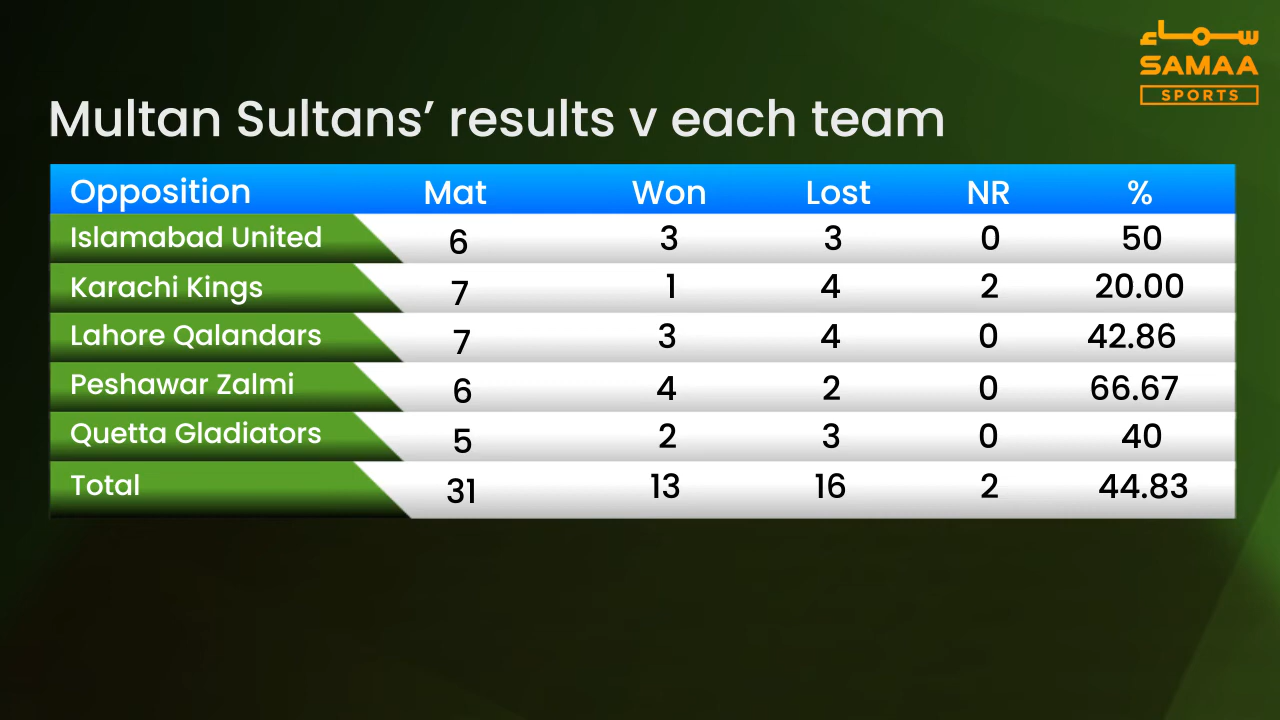 سماء
SAMAA
SPORTS
Multan Sultans’ results v each team
Opposition Mat Won Lost NR %
Islamabad United 6 3 3 0 50
Karachi Kings 7 1 4 2 20.00
Lahore Qalandars 7 3 4 0 42.86
Peshawar Zalmi 6 4 2 0 66.67
Quetta Gladiators 5 2 3 0 40
Total 31 13 16 2 44.83